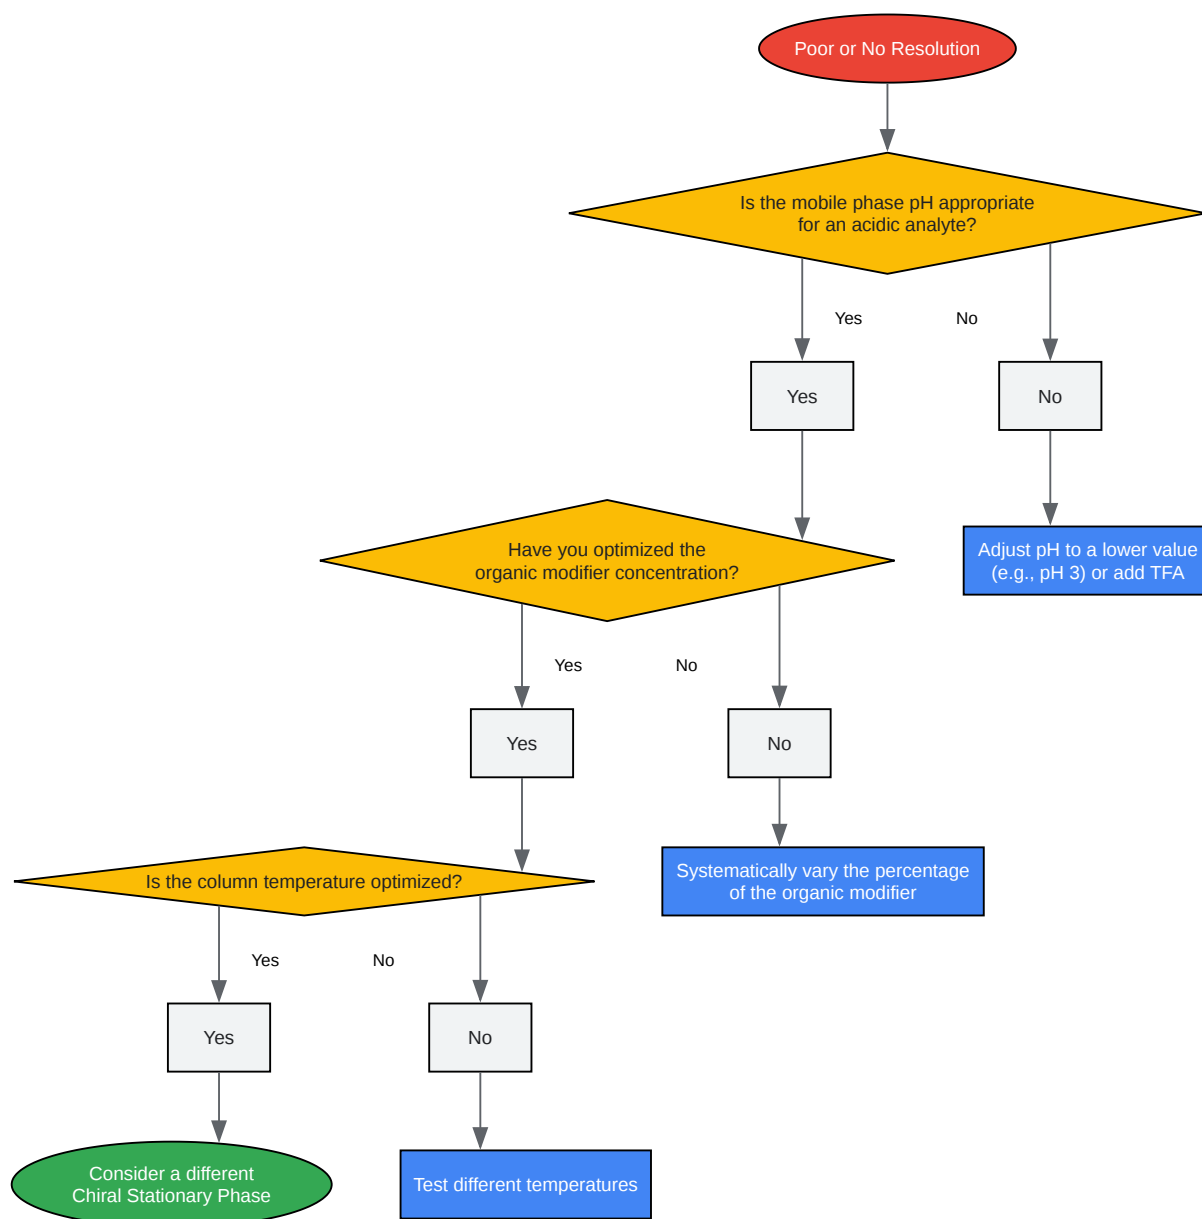 Poor or No Resolution
Is the mobile phase pH appropriate
for an acidic analyte?
Yes
No
Yes
No
Have you optimized the
organic modifier concentration?
Adjust pH to a lower value
(e.g., pH 3) or add TFA
Yes
No
Yes
No
Is the column temperature optimized?
Systematically vary the percentage
of the organic modifier
Yes
No
Yes
No
Consider a different
Chiral Stationary Phase
Test different temperatures